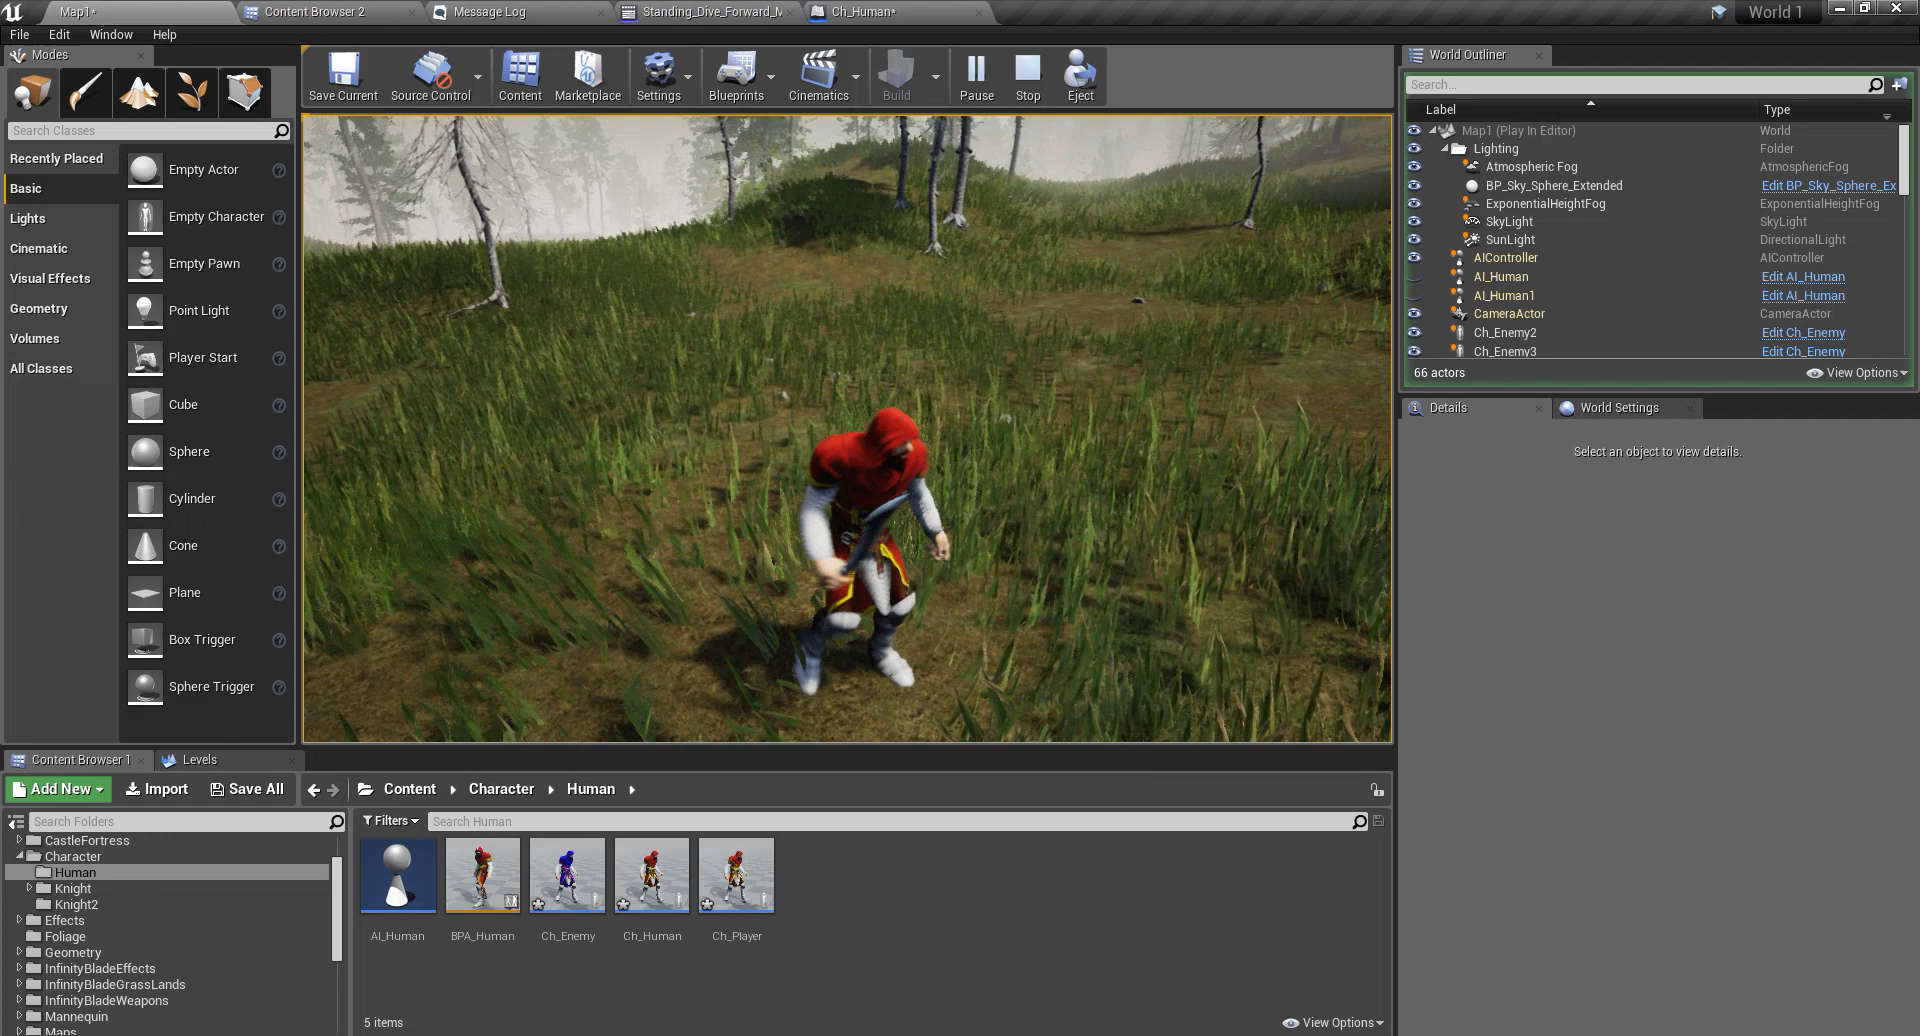 Map1*
Content Browser 2
Message Log
Standing_Dive_Forward_M
Ch_Human*
World 1
File Edit Window Help
Modes
Search Classes
Recently Placed
Basic
Lights
Cinematic
Visual Effects
Geometry
Volumes
All Classes
Empty Actor
Empty Character
Empty Pawn
Point Light
Player Start
Cube
Sphere
Cylinder
Cone
Plane
Box Trigger
Sphere Trigger
Save Current
Source Control
Content
Marketplace
Settings
Blueprints
Cinematics
Build
Pause
Stop
Eject
World Outliner
Search...
Label Type
Map1 (Play In Editor) World
Lighting Folder
Atmospheric Fog AtmosphericFog
BP_Sky_Sphere_Extended Edit BP_Sky_Sphere_Ex
ExponentialHeightFog ExponentialHeightFog
SkyLight SkyLight
SunLight DirectionalLight
AIController AIController
AI_Human Edit AI_Human
AI_Human1 Edit AI_Human
CameraActor CameraActor
Ch_Enemy2 Edit Ch_Enemy
Ch_Enemy3 Edit Ch_Enemy
66 actors View Options
Details
World Settings
Select an object to view details.
Content Browser 1
Levels
Add New Import Save All
Content Character Human
Search Folders
CastleFortress
Character
Human
Knight
Knight2
Effects
Foliage
Geometry
InfinityBladeEffects
InfinityBladeGrassLands
InfinityBladeWeapons
Mannequin
Maps
Filters
Search Human
AI_Human
BPA_Human
Ch_Enemy
Ch_Human
Ch_Player
5 items View Options